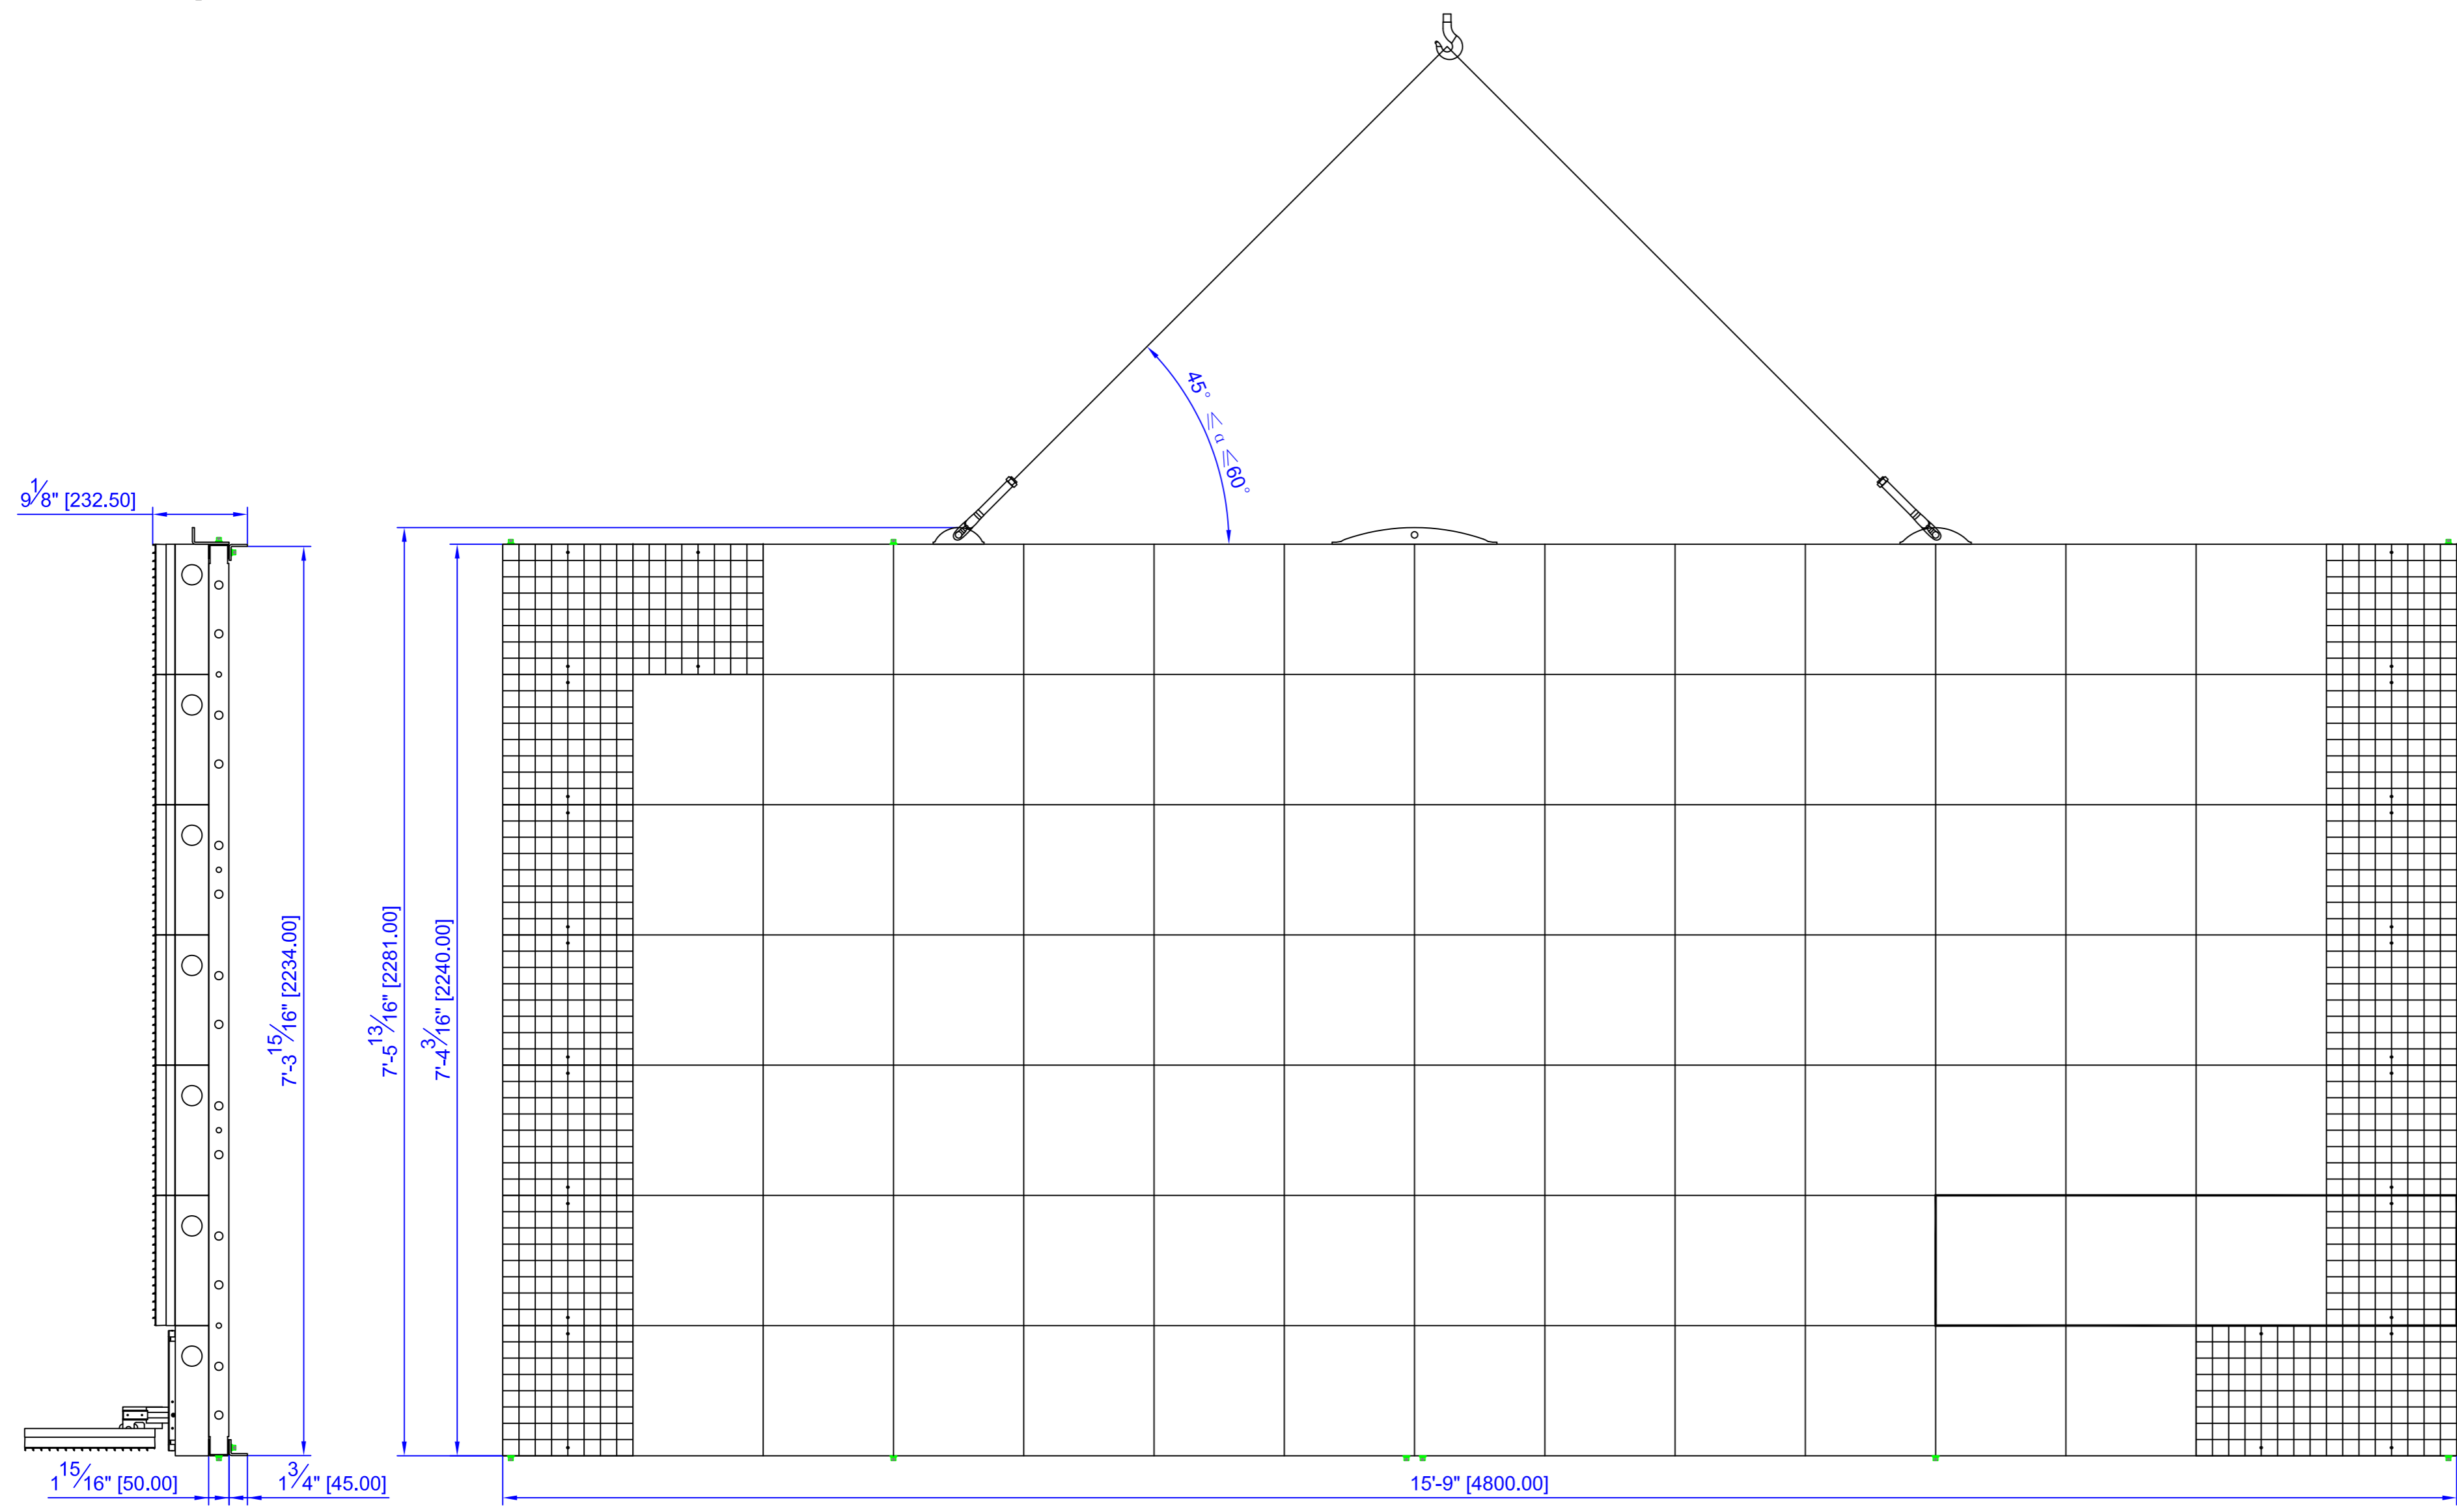 45° ≤ α ≤60°
9 1/8" [232.50]
7'-3 15/16" [2234.00]
7'-5 13/16" [2281.00]
7'-4 3/16" [2240.00]
1 15/16" [50.00]
1 3/4" [45.00]
15'-9" [4800.00]